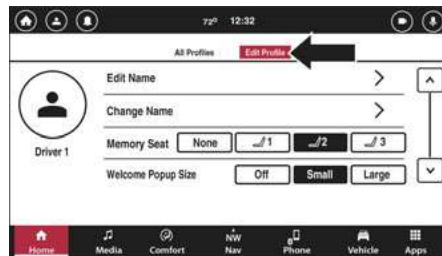 72° 12:32
All Profiles Edit Profile
Edit Name
Change Name
Driver 1
Memory Seat None 1 2 3
Welcome Popup Size Off Small Large
Home Media Comfort NW Nav Phone Vehicle Apps